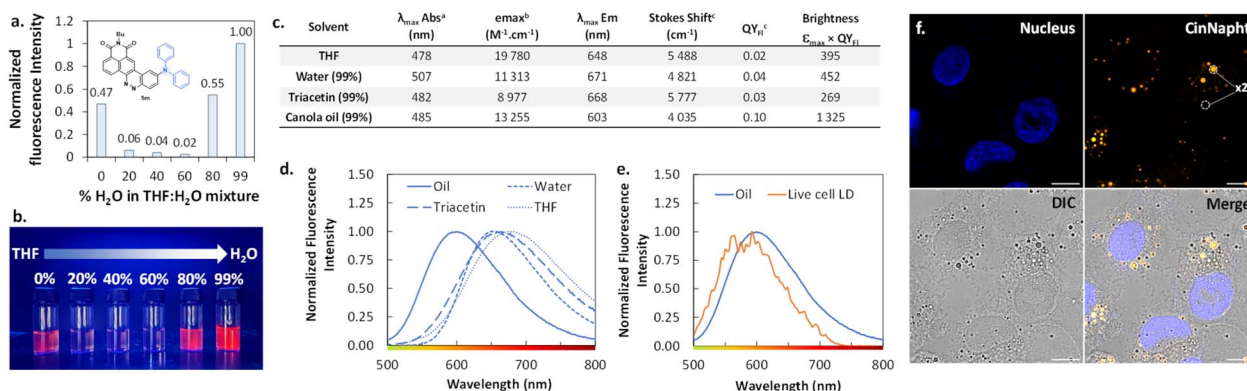 a.
Normalized
fluorescence Intensity
1.2
1
0.8
0.6
0.4
0.2
0
0.47
0.06
0.04
0.02
0.55
1.00
Bu
O N O
N
N N
5m
0 20 40 60 80 99
% H₂O in THF:H₂O mixture
b.
THF H₂O
0% 20% 40% 60% 80% 99%
c.
Solvent λmax Absᵃ (nm) emaxᵇ (M⁻¹.cm⁻¹) λmax Em (nm) Stokes Shiftᶜ (cm⁻¹) QYFlᶜ Brightness Ɛmax × QYFl
THF 478 19 780 648 5 488 0.02 395
Water (99%) 507 11 313 671 4 821 0.04 452
Triacetin (99%) 482 8 977 668 5 777 0.03 269
Canola oil (99%) 485 13 255 603 4 035 0.10 1 325
d.
Normalized Fluorescence
Intensity
1.50
1.25
1.00
0.75
0.50
0.25
0.00
Oil Water
Triacetin THF
500 600 700 800
Wavelength (nm)
e.
Normalized Fluorescence
Intensity
1.50
1.25
1.00
0.75
0.50
0.25
0.00
Oil Live cell LD
500 600 700 800
Wavelength (nm)
f.
Nucleus
CinNapht
x2
DIC
Merge